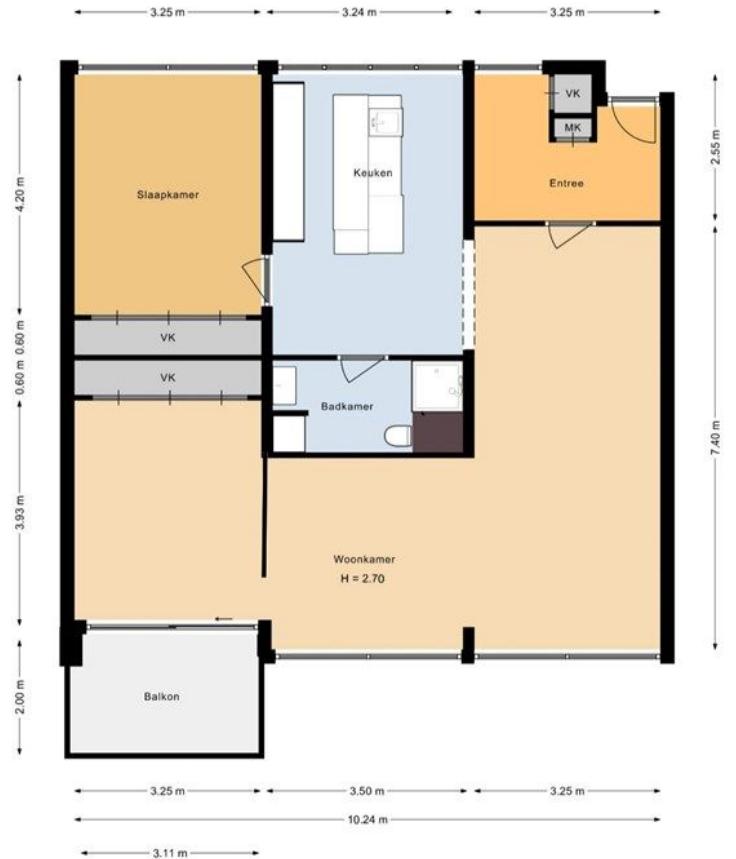 3.25 m
3.24 m
3.25 m
VK
MK
Keuken
Slaapkamer
Entree
4.20 m
2.55 m
VK
0.60 m
VK
0.60 m
Badkamer
7.40 m
3.93 m
Woonkamer
H = 2.70
Balkon
2.00 m
3.25 m
3.50 m
3.25 m
10.24 m
3.11 m